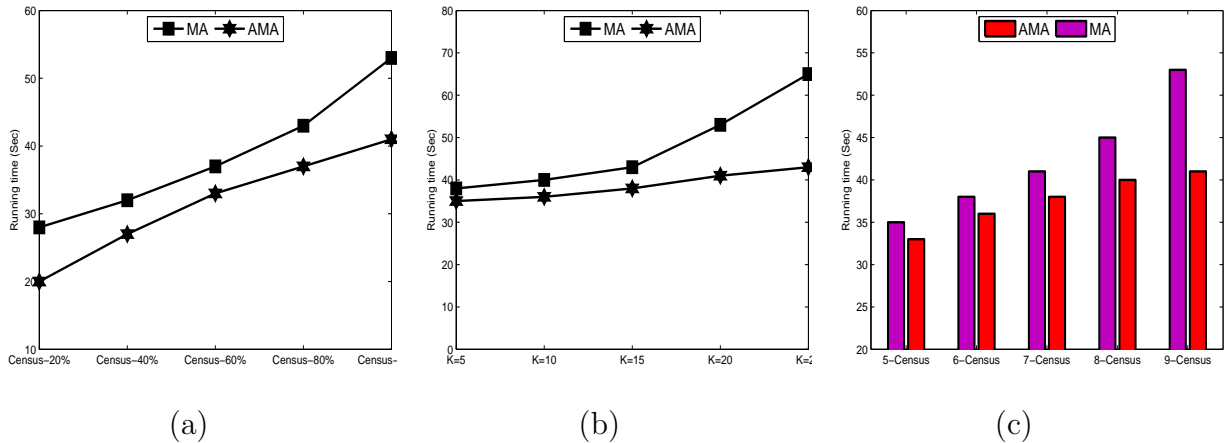 60
50
40
30
20
10
Running time (Sec)
MA AMA
Census−20% Census−40% Census−60% Census−80% Census−
(a)
80
70
60
50
40
30
20
10
0
Running time (Sec)
MA AMA
K=5 K=10 K=15 K=20 K=2
(b)
60
55
50
45
40
35
30
25
20
Running time (Sec)
AMA MA
5−Census 6−Census 7−Census 8−Census 9−Census
(c)